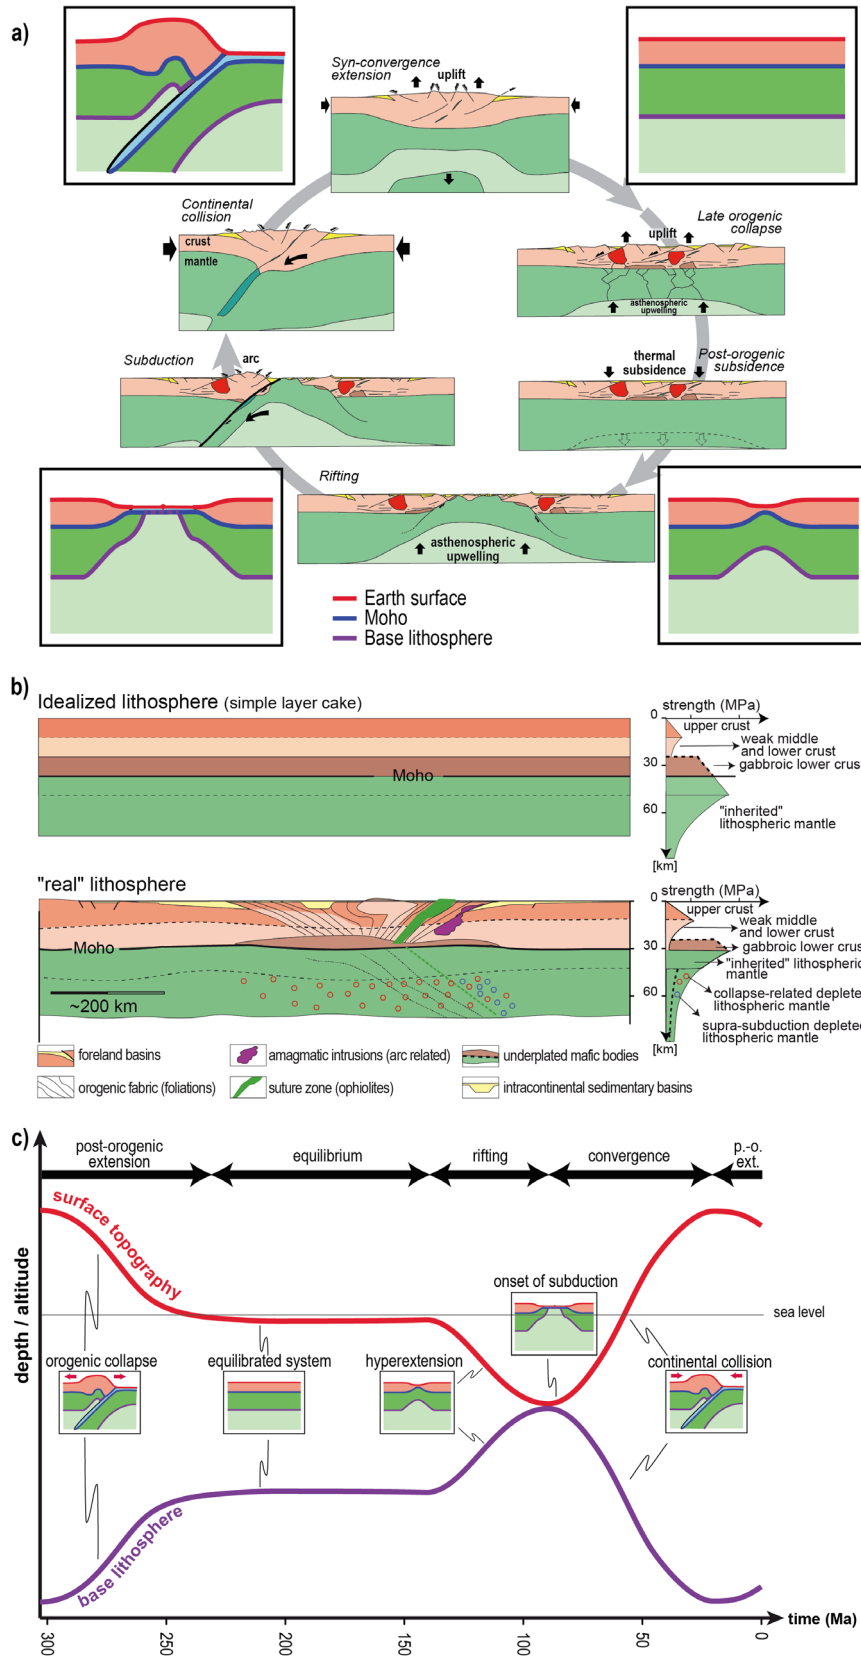 a)
Syn-convergence
extension
uplift
Continental
collision
crust
mantle
Late orogenic
collapse
uplift
asthenospheric
upwelling
Subduction
arc
thermal
subsidence
Post-orogenic
subsidence
Rifting
asthenospheric
upwelling
Earth surface
Moho
Base lithosphere
b)
Idealized lithosphere (simple layer cake)
Moho
strength (MPa)
0
upper crust
weak middle
and lower crust
30
gabbroic lower crust
60
"inherited"
lithospheric mantle
[km]
"real" lithosphere
Moho
~200 km
strength (MPa)
0
upper crust
weak middle
and lower crust
30
gabbroic lower crust
"inherited" lithospheric
mantle
60
collapse-related depleted
lithospheric mantle
supra-subduction depleted
lithospheric mantle
[km]
foreland basins
amagmatic intrusions (arc related)
underplated mafic bodies
orogenic fabric (foliations)
suture zone (ophiolites)
intracontinental sedimentary basins
c)
post-orogenic
extension
equilibrium
rifting
convergence
p.-o.
ext.
surface topography
depth / altitude
onset of subduction
sea level
orogenic collapse
equilibrated system
hyperextension
continental collision
base lithosphere
time (Ma)
300
250
200
150
100
50
0